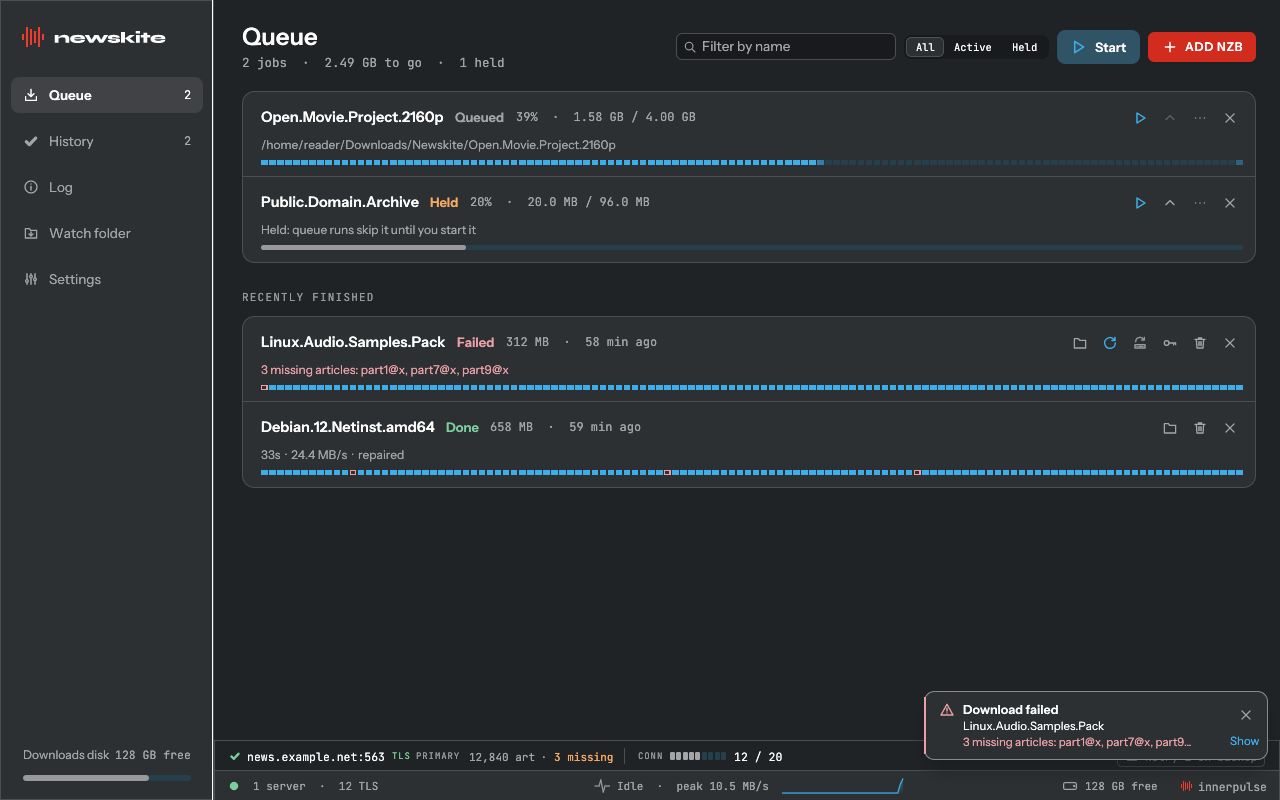 newskite
Queue 2
History 2
Log
Watch folder
Settings
Downloads disk 128 GB free
Queue
2 jobs · 2.49 GB to go · 1 held
Filter by name
All Active Held
Start
ADD NZB
Open.Movie.Project.2160p Queued 39% · 1.58 GB / 4.00 GB
/home/reader/Downloads/Newskite/Open.Movie.Project.2160p
Public.Domain.Archive Held 20% · 20.0 MB / 96.0 MB
Held: queue runs skip it until you start it
RECENTLY FINISHED
Linux.Audio.Samples.Pack Failed 312 MB · 58 min ago
3 missing articles: part1@x, part7@x, part9@x
Debian.12.Netinst.amd64 Done 658 MB · 59 min ago
33s · 24.4 MB/s · repaired
Download failed
Linux.Audio.Samples.Pack
3 missing articles: part1@x, part7@x, part9...
Show
news.example.net:563 TLS PRIMARY 12,840 art · 3 missing CONN 12 / 20
1 server · 12 TLS
Idle · peak 10.5 MB/s
128 GB free
innerpulse